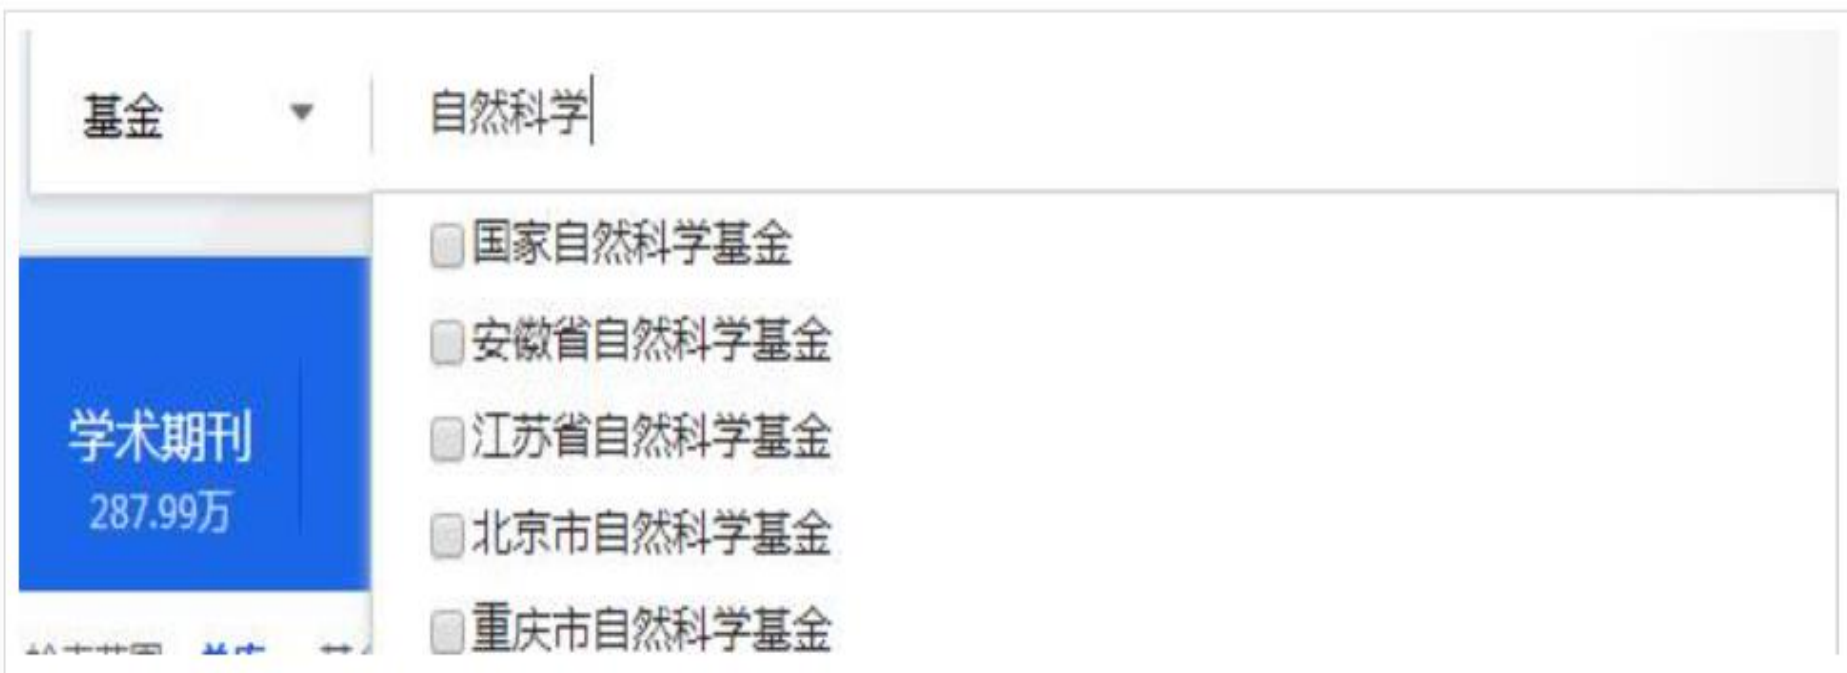 基金 自然科学
国家自然科学基金
安徽省自然科学基金
江苏省自然科学基金
北京市自然科学基金
重庆市自然科学基金
学术期刊
287.99万